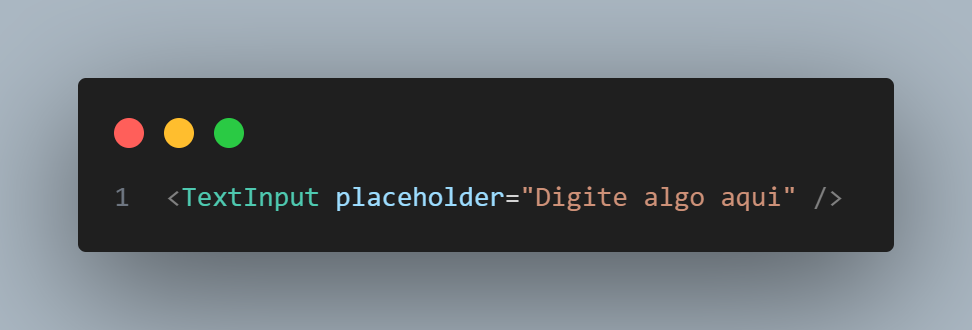 1 <TextInput placeholder="Digite algo aqui" />